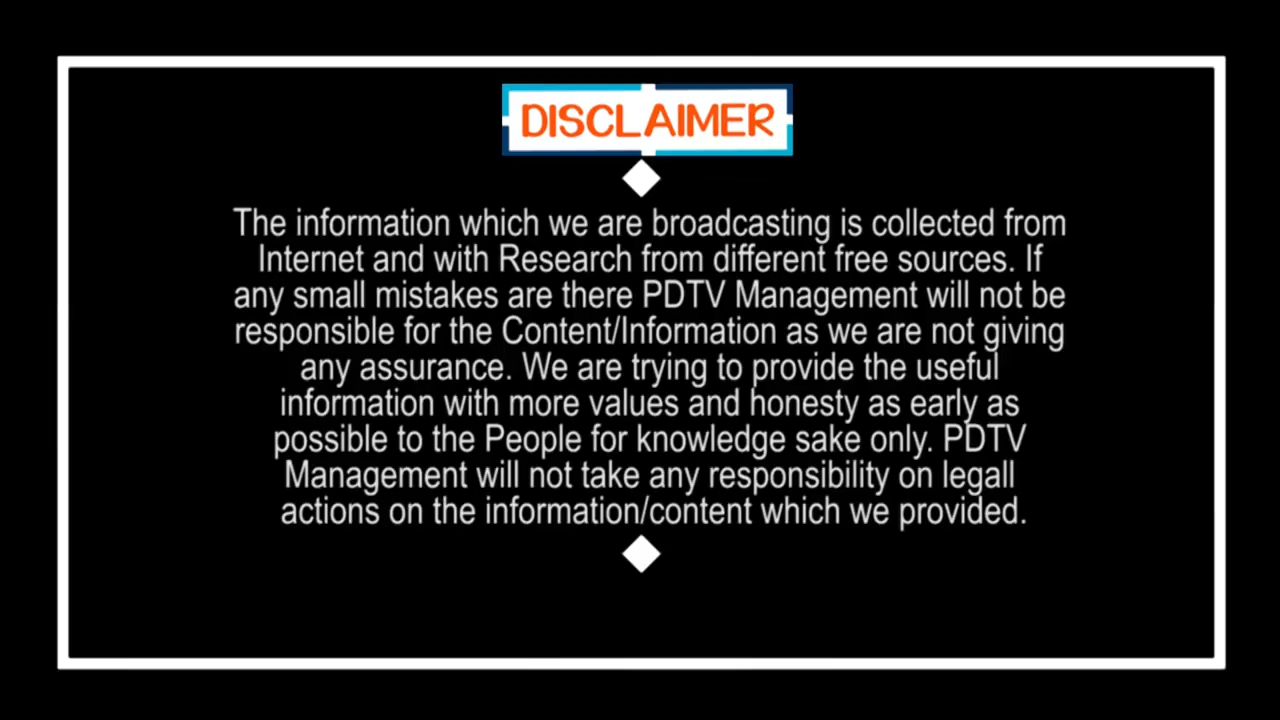 DISCLAIMER
The information which we are broadcasting is collected from
Internet and with Research from different free sources. If
any small mistakes are there PDTV Management will not be
responsible for the Content/Information as we are not giving
any assurance. We are trying to provide the useful
information with more values and honesty as early as
possible to the People for knowledge sake only. PDTV
Management will not take any responsibility on legall
actions on the information/content which we provided.